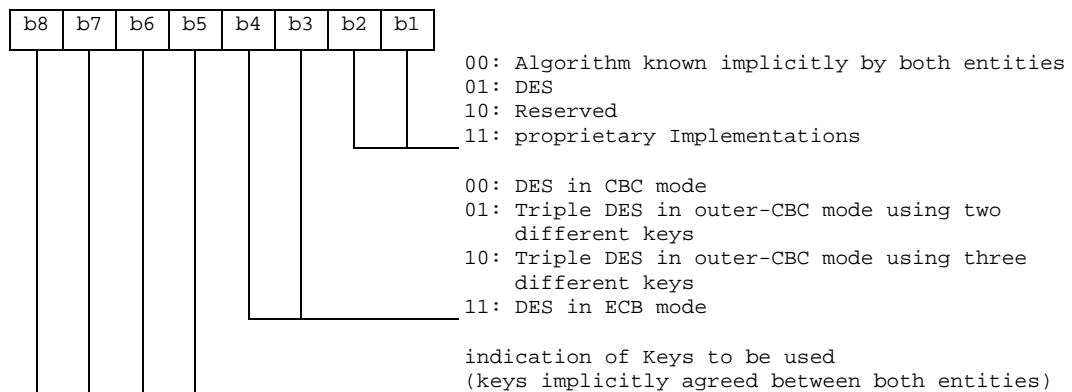 b8 b7 b6 b5 b4 b3 b2 b1
00: Algorithm known implicitly by both entities
01: DES
10: Reserved
11: proprietary Implementations
00: DES in CBC mode
01: Triple DES in outer-CBC mode using two
different keys
10: Triple DES in outer-CBC mode using three
different keys
11: DES in ECB mode
indication of Keys to be used
(keys implicitly agreed between both entities)